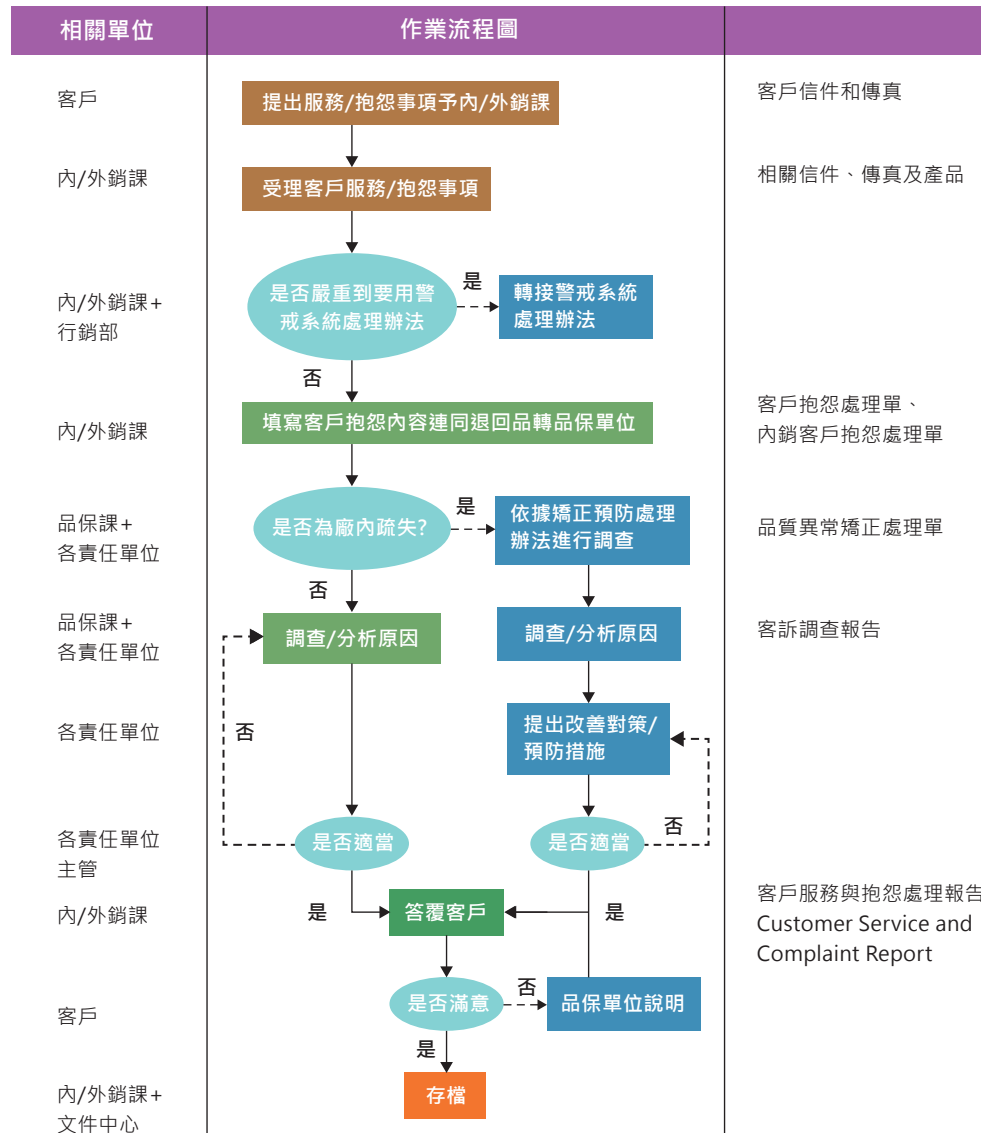 相關單位
作業流程圖
客戶
提出服務/抱怨事項予內/外銷課
客戶信件和傳真
內/外銷課
受理客戶服務/抱怨事項
相關信件、傳真及產品
內/外銷課+
行銷部
是否嚴重到要用警
戒系統處理辦法
是
轉接警戒系統
處理辦法
否
內/外銷課
填寫客戶抱怨內容連同退回品轉品保單位
客戶抱怨處理單、
內銷客戶抱怨處理單
品保課+
各責任單位
是否為廠內疏失?
是
依據矯正預防處理
辦法進行調查
品質異常矯正處理單
否
品保課+
各責任單位
調查/分析原因
調查/分析原因
客訴調查報告
各責任單位
否
提出改善對策/
預防措施
各責任單位
主管
是否適當
是否適當
否
內/外銷課
是
答覆客戶
是
客戶服務與抱怨處理報告
Customer Service and
Complaint Report
客戶
是否滿意
否
品保單位說明
是
內/外銷課+
文件中心
存檔